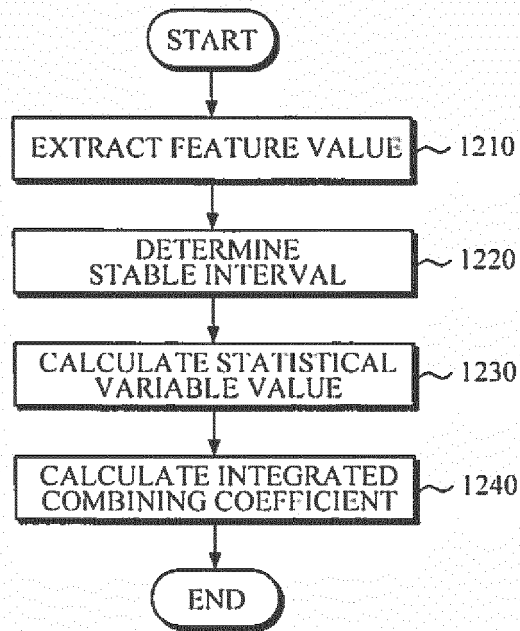 START
EXTRACT FEATURE VALUE
1210
DETERMINE
STABLE INTERVAL
1220
CALCULATE STATISTICAL
VARIABLE VALUE
1230
CALCULATE INTEGRATED
COMBINING COEFFICIENT
1240
END